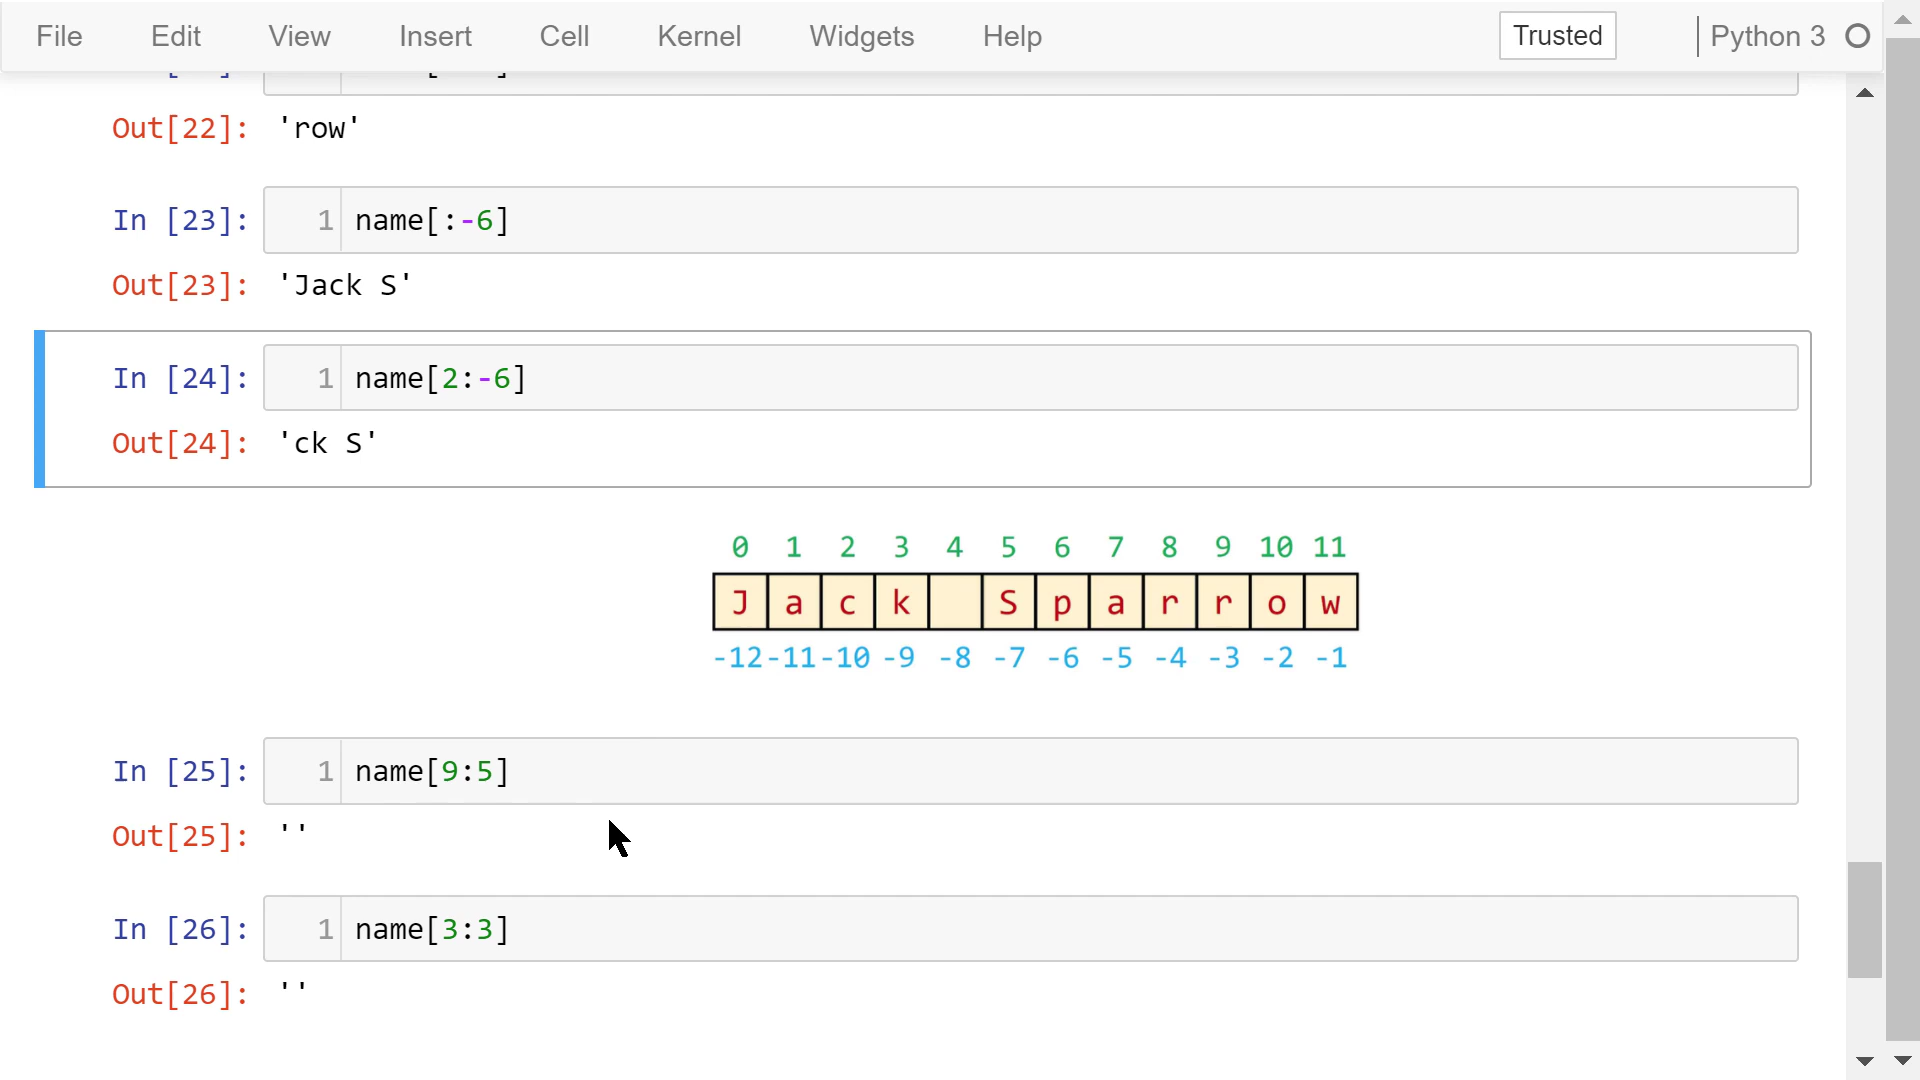 File Edit View Insert Cell Kernel Widgets Help Trusted Python 3
Out[22]: 'row'
In [23]: 1 name[:-6]
Out[23]: 'Jack S'
In [24]: 1 name[2:-6]
Out[24]: 'ck S'
0 1 2 3 4 5 6 7 8 9 10 11
J a c k S p a r r o w
-12 -11 -10 -9 -8 -7 -6 -5 -4 -3 -2 -1
In [25]: 1 name[9:5]
Out[25]: ''
In [26]: 1 name[3:3]
Out[26]: ''